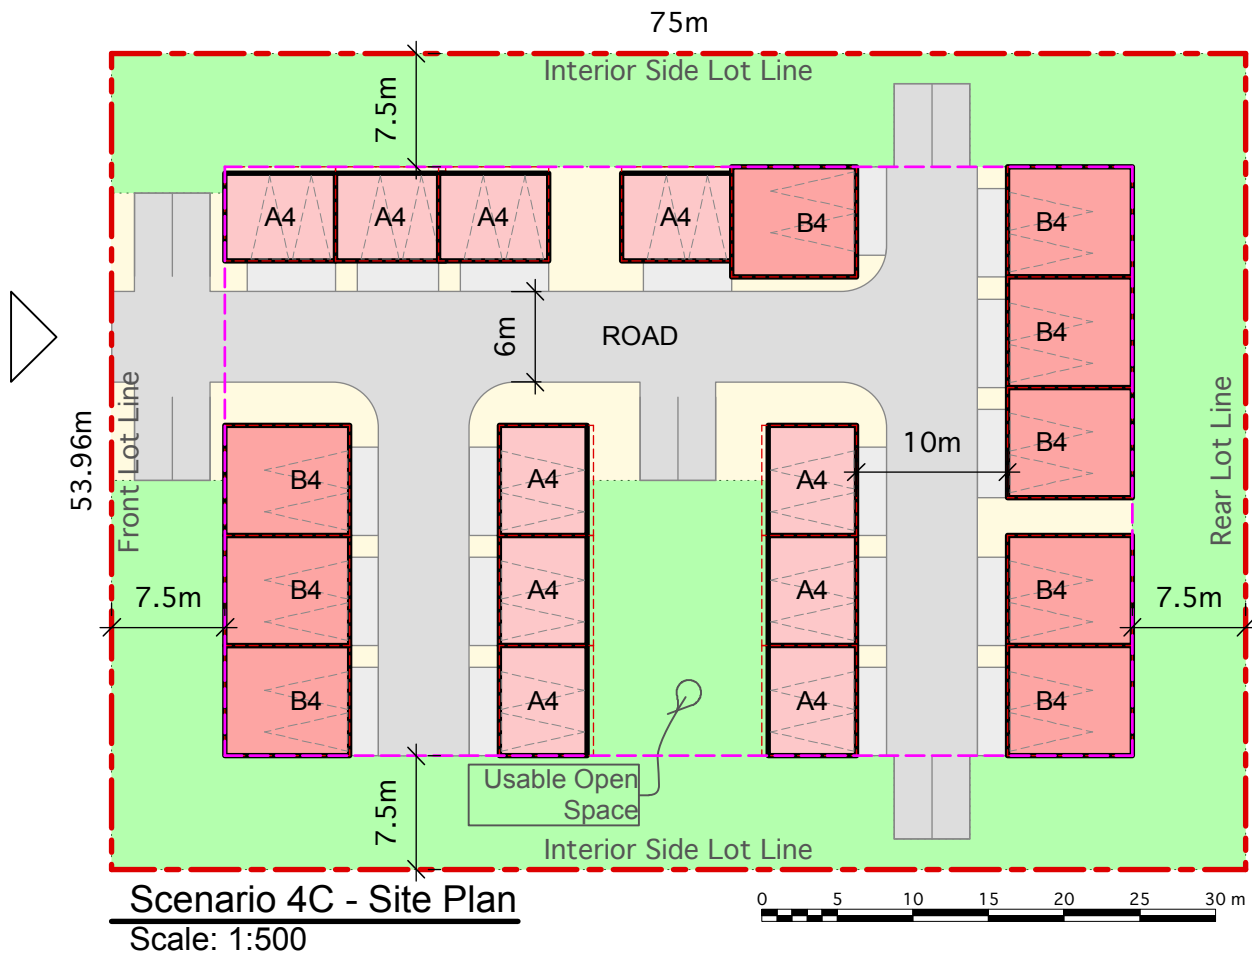 75m
Interior Side Lot Line
7.5m
A4
A4
A4
A4
B4
B4
6m
ROAD
B4
Front Lot Line
53.96m
Rear Lot Line
B4
10m
B4
A4
A4
7.5m
B4
A4
A4
B4
7.5m
B4
A4
A4
B4
Usable Open
Space
7.5m
Interior Side Lot Line
Scenario 4C - Site Plan
Scale: 1:500
0 5 10 15 20 25 30 m